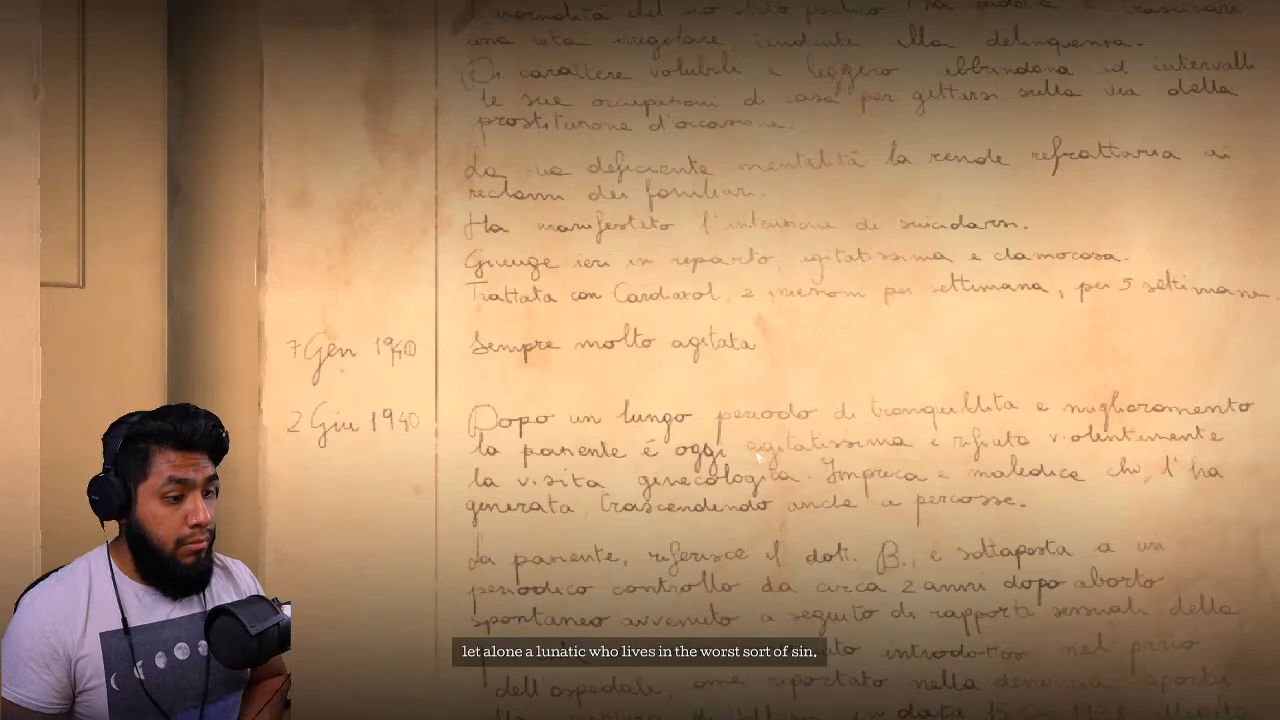 una vita irregolare tendente alla delinquenza.
Di carattere volubile e leggero abbandona ad intervalli
le sue occupazioni di casa per gettarsi sulla via della
prostituzione d'occasione.
La sua deficiente mentalità la rende refrattaria ai
reclami dei familiari.
Ha manifestato l'intenzione di suicidarsi.
Giunge ieri in reparto, agitatissima e clamorosa.
Trattata con Cardiazol, 2 per settimana, per 5 settimane.
7 Gen 1940 Sempre molto agitata
2 Giu 1940 Dopo un lungo periodo di tranquillita e miglioramento
la paziente é oggi agitatissima e rifiuta violentemente
la visita ginecologica. Impreca e maledice chi l'ha
generata, trascendendo anche a percosse.
La paziente, riferisce il dott. B., è sottoposta a un
periodico controllo da circa 2 anni dopo aborto
spontaneo avvenuto a seguito di rapporti sessuali della
introdottosi nel
dell'ospedale, come riportato nella denuncia sporta
let alone a lunatic who lives in the worst sort of sin.